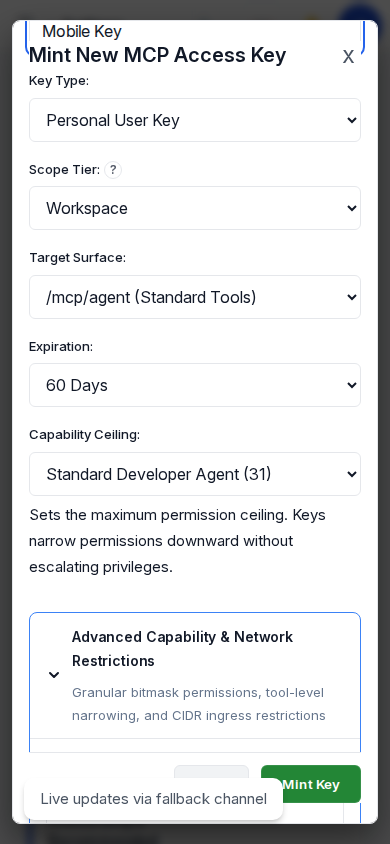 Mobile Key
Mint New MCP Access Key
X
Key Type:
Personal User Key
Scope Tier: ?
Workspace
Target Surface:
/mcp/agent (Standard Tools)
Expiration:
60 Days
Capability Ceiling:
Standard Developer Agent (31)
Sets the maximum permission ceiling. Keys
narrow permissions downward without
escalating privileges.
Advanced Capability & Network
Restrictions
Granular bitmask permissions, tool-level
narrowing, and CIDR ingress restrictions
Mint Key
Live updates via fallback channel